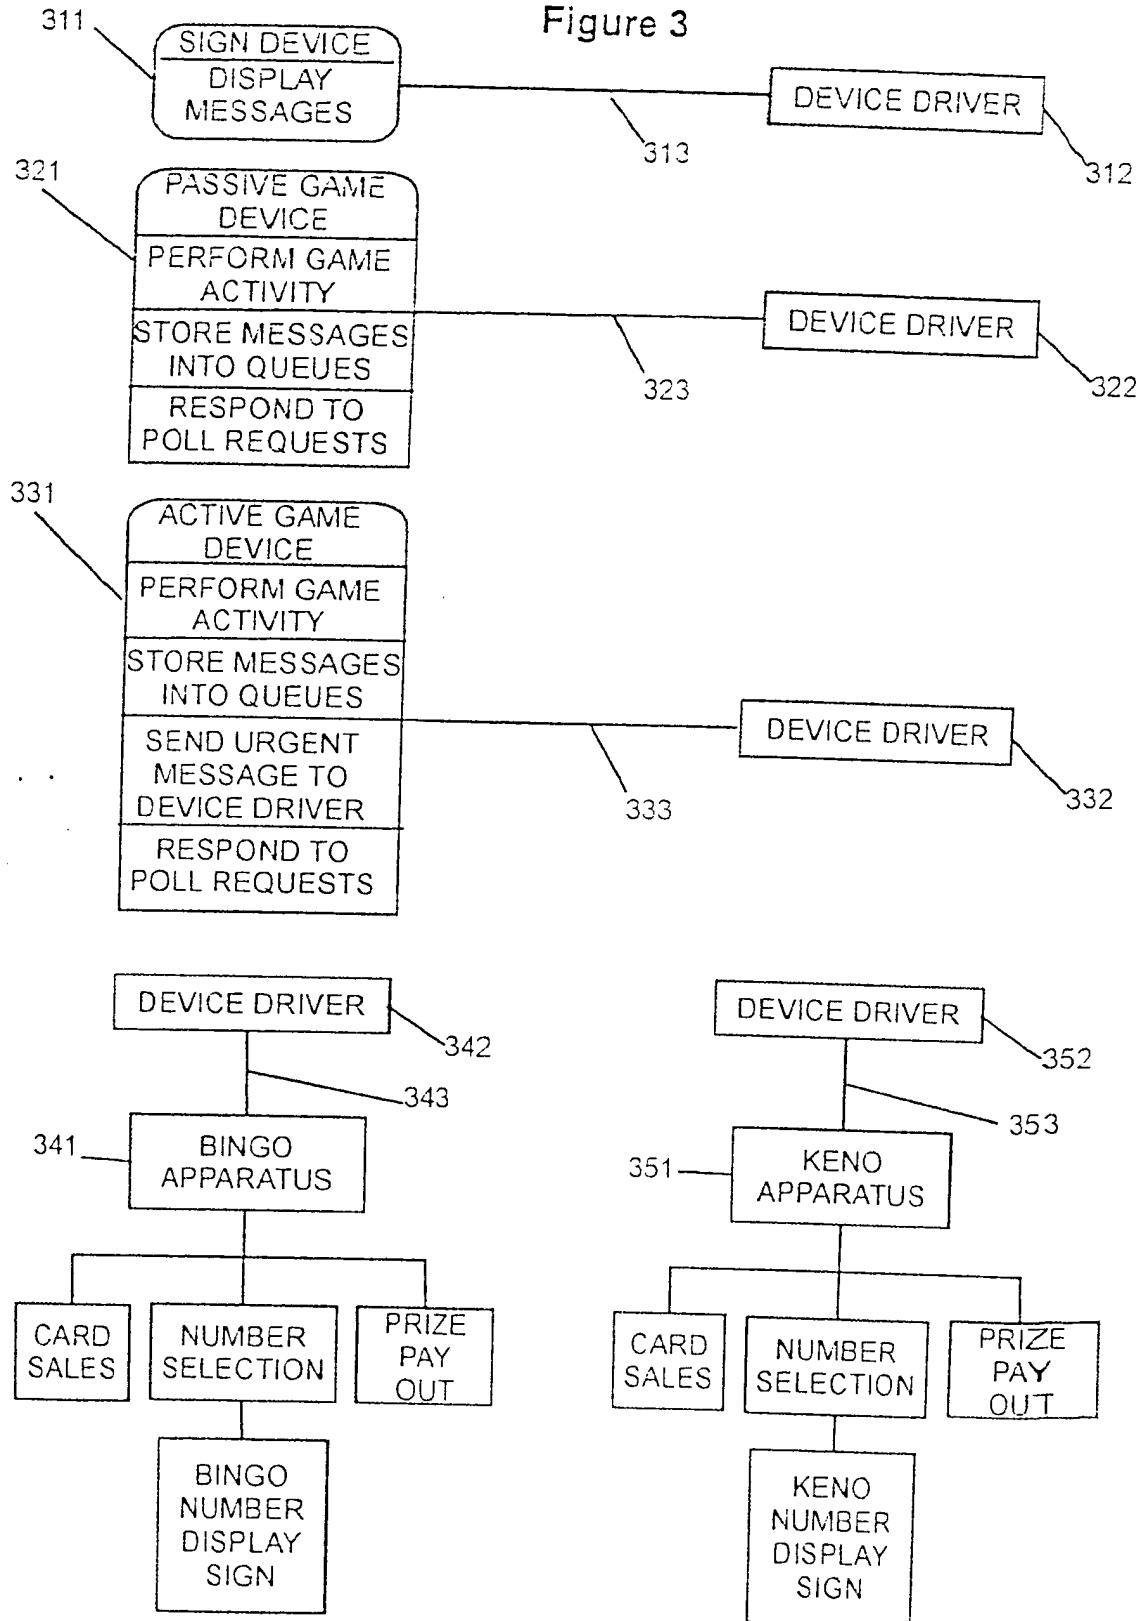 Figure 3
311
SIGN DEVICE
DISPLAY
MESSAGES
DEVICE DRIVER
313
312
321
PASSIVE GAME
DEVICE
PERFORM GAME
ACTIVITY
STORE MESSAGES
INTO QUEUES
RESPOND TO
POLL REQUESTS
DEVICE DRIVER
323
322
331
ACTIVE GAME
DEVICE
PERFORM GAME
ACTIVITY
STORE MESSAGES
INTO QUEUES
SEND URGENT
MESSAGE TO
DEVICE DRIVER
RESPOND TO
POLL REQUESTS
DEVICE DRIVER
333
332
DEVICE DRIVER
342
343
341
BINGO
APPARATUS
CARD
SALES
NUMBER
SELECTION
PRIZE
PAY
OUT
BINGO
NUMBER
DISPLAY
SIGN
DEVICE DRIVER
352
353
351
KENO
APPARATUS
CARD
SALES
NUMBER
SELECTION
PRIZE
PAY
OUT
KENO
NUMBER
DISPLAY
SIGN